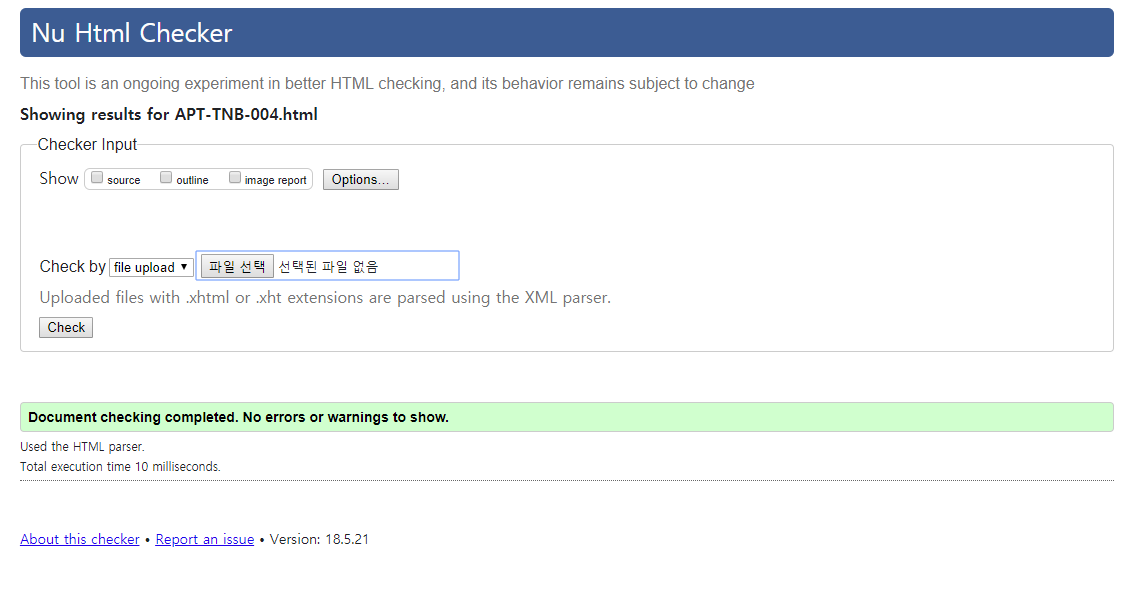 Nu Html Checker
This tool is an ongoing experiment in better HTML checking, and its behavior remains subject to change
Showing results for APT-TNB-004.html
Checker Input
Show source outline image report Options...
Check by file upload 파일 선택 선택된 파일 없음
Uploaded files with .xhtml or .xht extensions are parsed using the XML parser.
Check
Document checking completed. No errors or warnings to show.
Used the HTML parser.
Total execution time 10 milliseconds.
About this checker • Report an issue • Version: 18.5.21